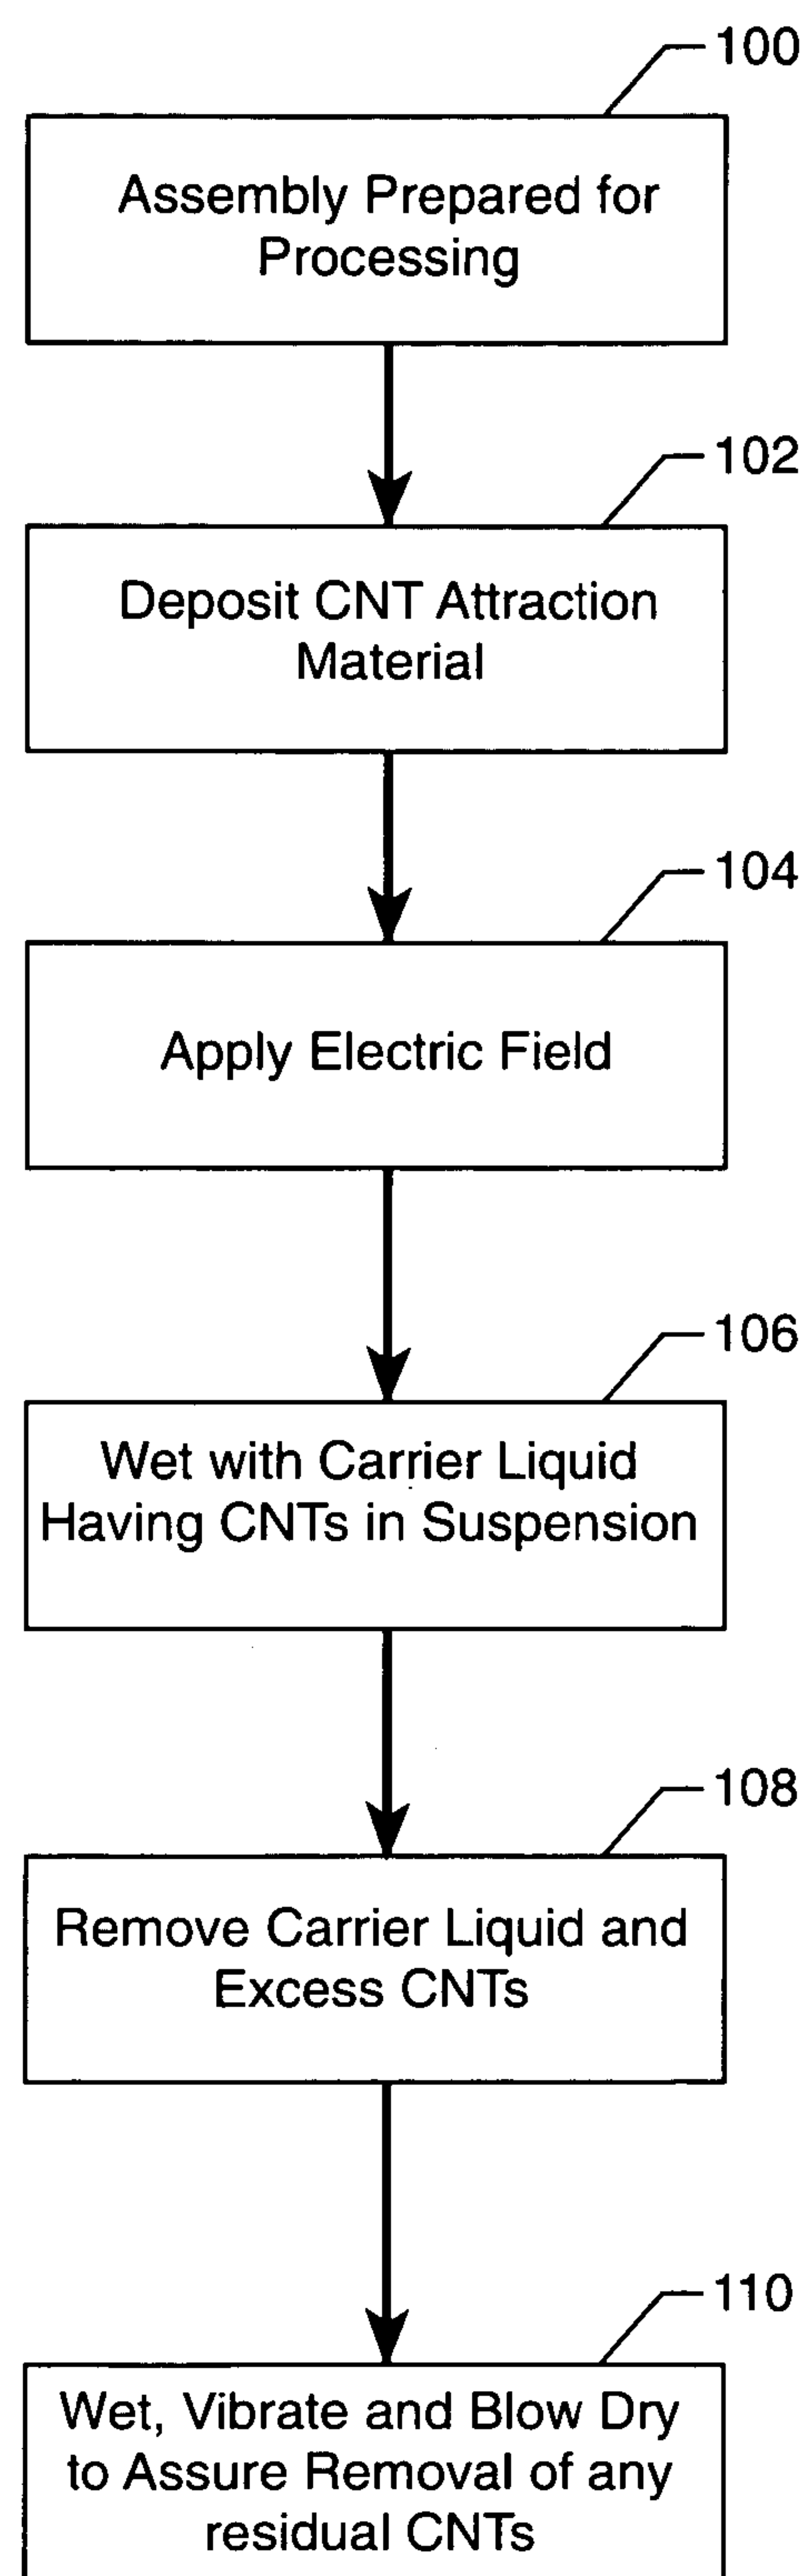 100
Assembly Prepared for
Processing
102
Deposit CNT Attraction
Material
104
Apply Electric Field
106
Wet with Carrier Liquid
Having CNTs in Suspension
108
Remove Carrier Liquid and
Excess CNTs
110
Wet, Vibrate and Blow Dry
to Assure Removal of any
residual CNTs